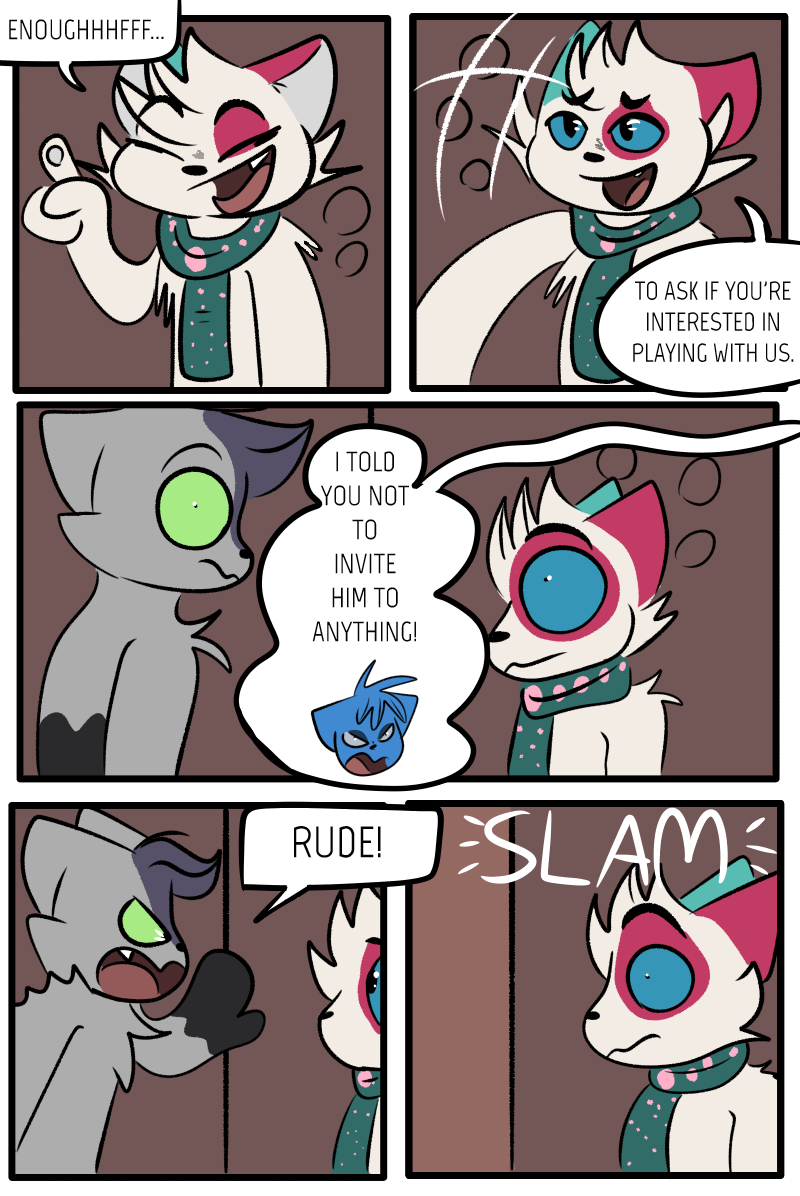 ENOUGHHHFFF...
TO ASK IF YOU'RE
INTERESTED IN
PLAYING WITH US.
I TOLD
YOU NOT
TO
INVITE
HIM TO
ANYTHING!
RUDE!
SLAM